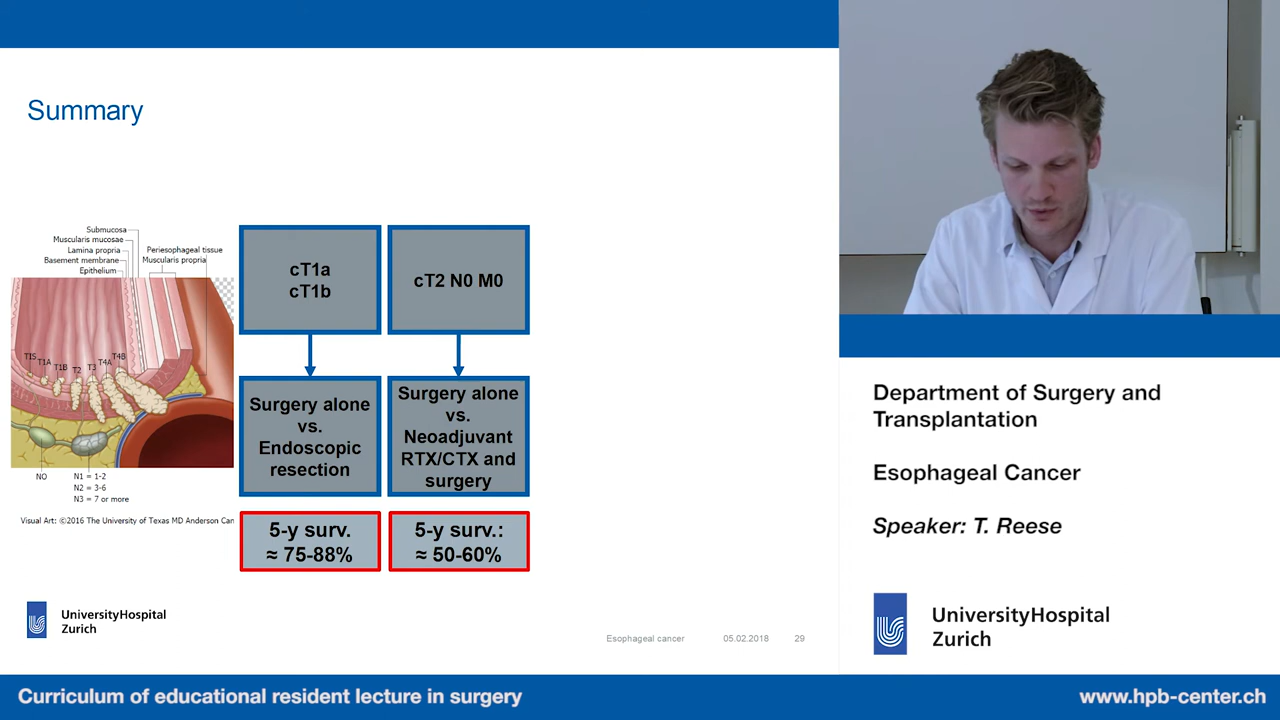 Summary
Submucosa
Muscularis mucosae
Lamina propria
Basement membrane
Epithelium
Periesophageal tissue
Muscularis propria
T1S
T1A
T1B
T2
T3
T4A
T4B
NO
N1 = 1-2
N2 = 3-6
N3 = 7 or more
Visual Art: ©2016 The University of Texas MD Anderson Can
cT1a
cT1b
Surgery alone
vs.
Endoscopic
resection
5-y surv.
≈ 75-88%
cT2 N0 M0
Surgery alone
vs.
Neoadjuvant
RTX/CTX and
surgery
5-y surv.:
≈ 50-60%
UniversityHospital
Zurich
Esophageal cancer
05.02.2018
29
Department of Surgery and
Transplantation
Esophageal Cancer
Speaker: T. Reese
UniversityHospital
Zurich
Curriculum of educational resident lecture in surgery
www.hpb-center.ch